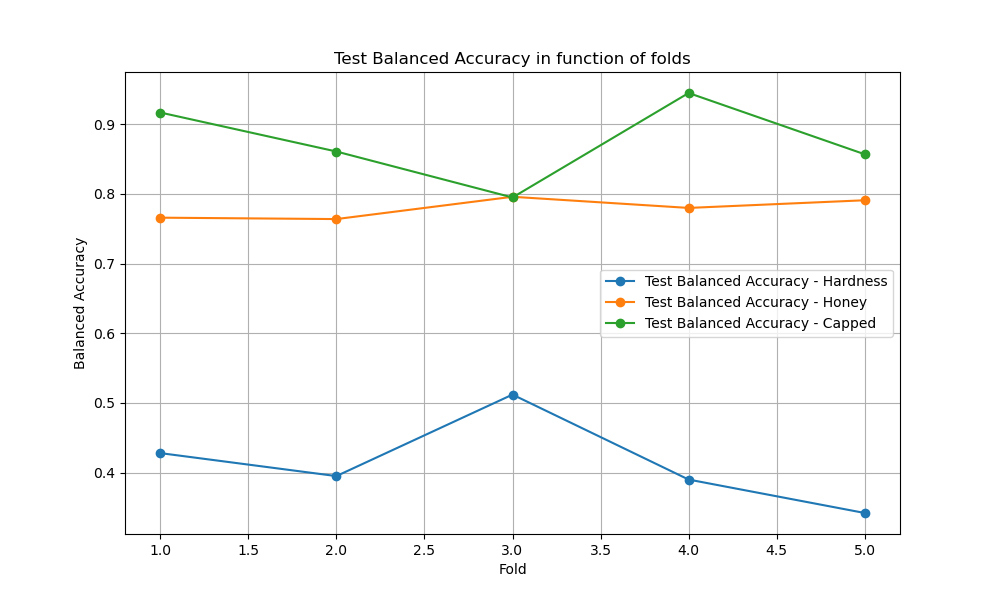 Test Balanced Accuracy in function of folds
Balanced Accuracy
0.9
0.8
0.7
0.6
0.5
0.4
Test Balanced Accuracy - Hardness
Test Balanced Accuracy - Honey
Test Balanced Accuracy - Capped
1.0 1.5 2.0 2.5 3.0 3.5 4.0 4.5 5.0
Fold